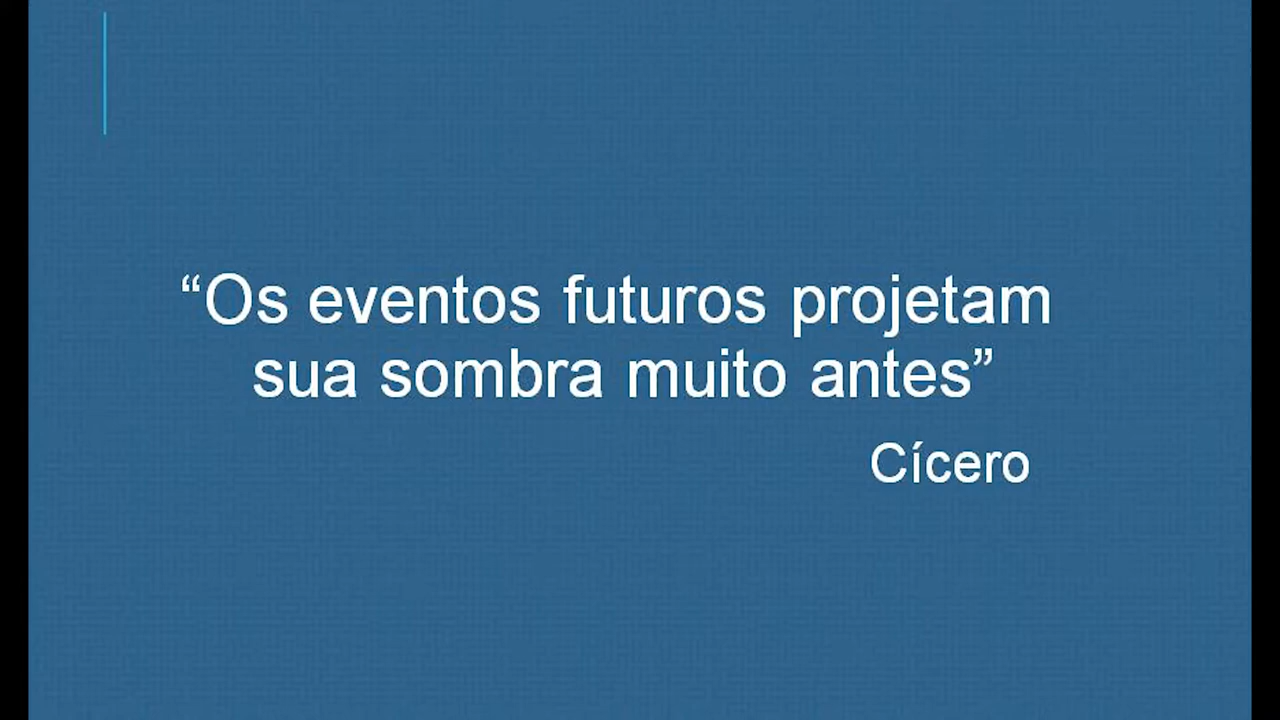 “Os eventos futuros projetam
sua sombra muito antes”
Cícero